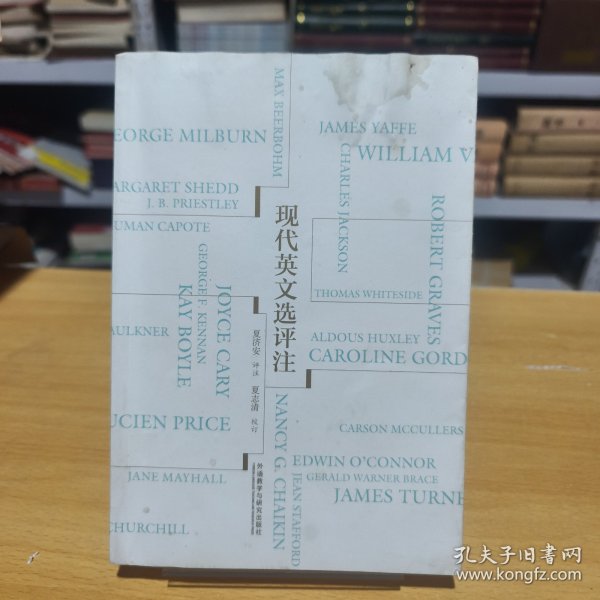 MAX BEERBOHM
EORGE MILBURN
JAMES YAFFE
WILLIAM V
CHARLES JACKSON
ARGARET SHEDD
J. B. PRIESTLEY
UMAN CAPOTE
ROBERT GRAVES
现代英文选评注
GEORGE F. KENNAN
JOYCE CARY
KAY BOYLE
THOMAS WHITESIDE
AULKNER
夏济安 评注
夏志清 校订
ALDOUS HUXLEY
CAROLINE GORD
UCIEN PRICE
NANCY G. CHAIKIN
CARSON MCCULLERS
EDWIN O'CONNOR
GERALD WARNER BRACE
JANE MAYHALL
JEAN STAFFORD
JAMES TURNE
外语教学与研究出版社
CHURCHILL
孔夫子旧书网
www.kongfz.com